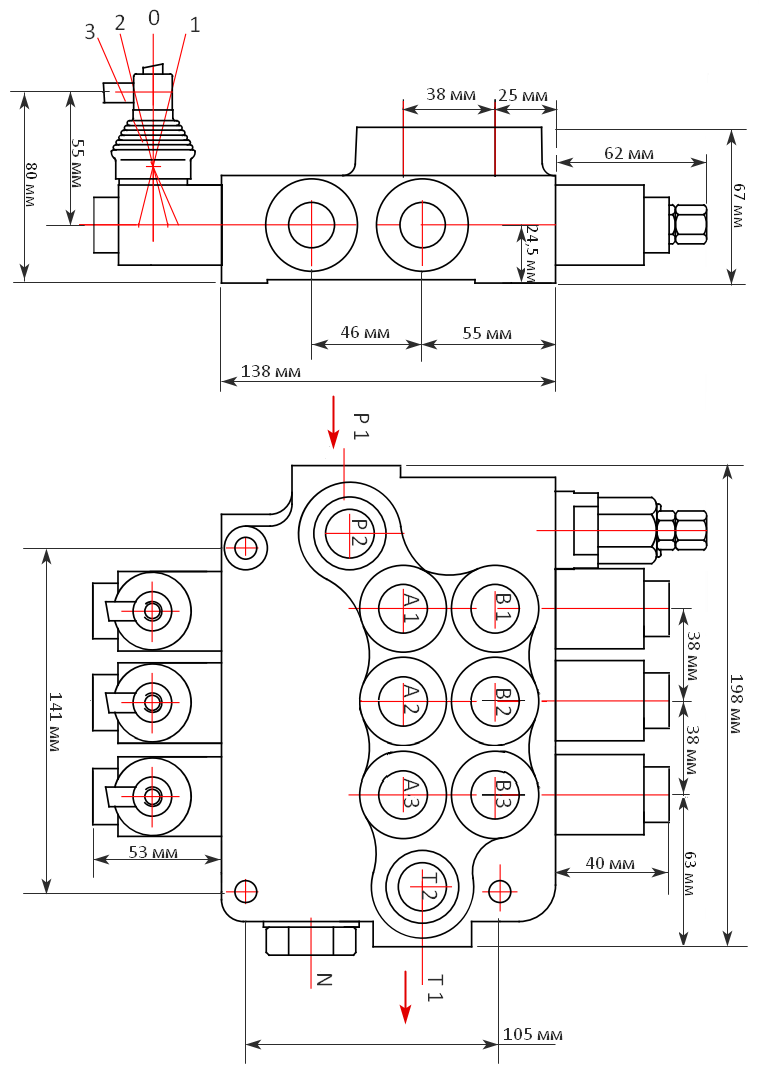 3
2
0
1
38 мм
25 мм
62 мм
67 мм
55 мм
80 мм
24,5 мм
46 мм
55 мм
138 мм
P 1
P 2
A 1
B 1
A 2
B 2
A 3
B 3
T 2
38 мм
38 мм
198 мм
141 мм
53 мм
40 мм
63 мм
N
T 1
105 мм